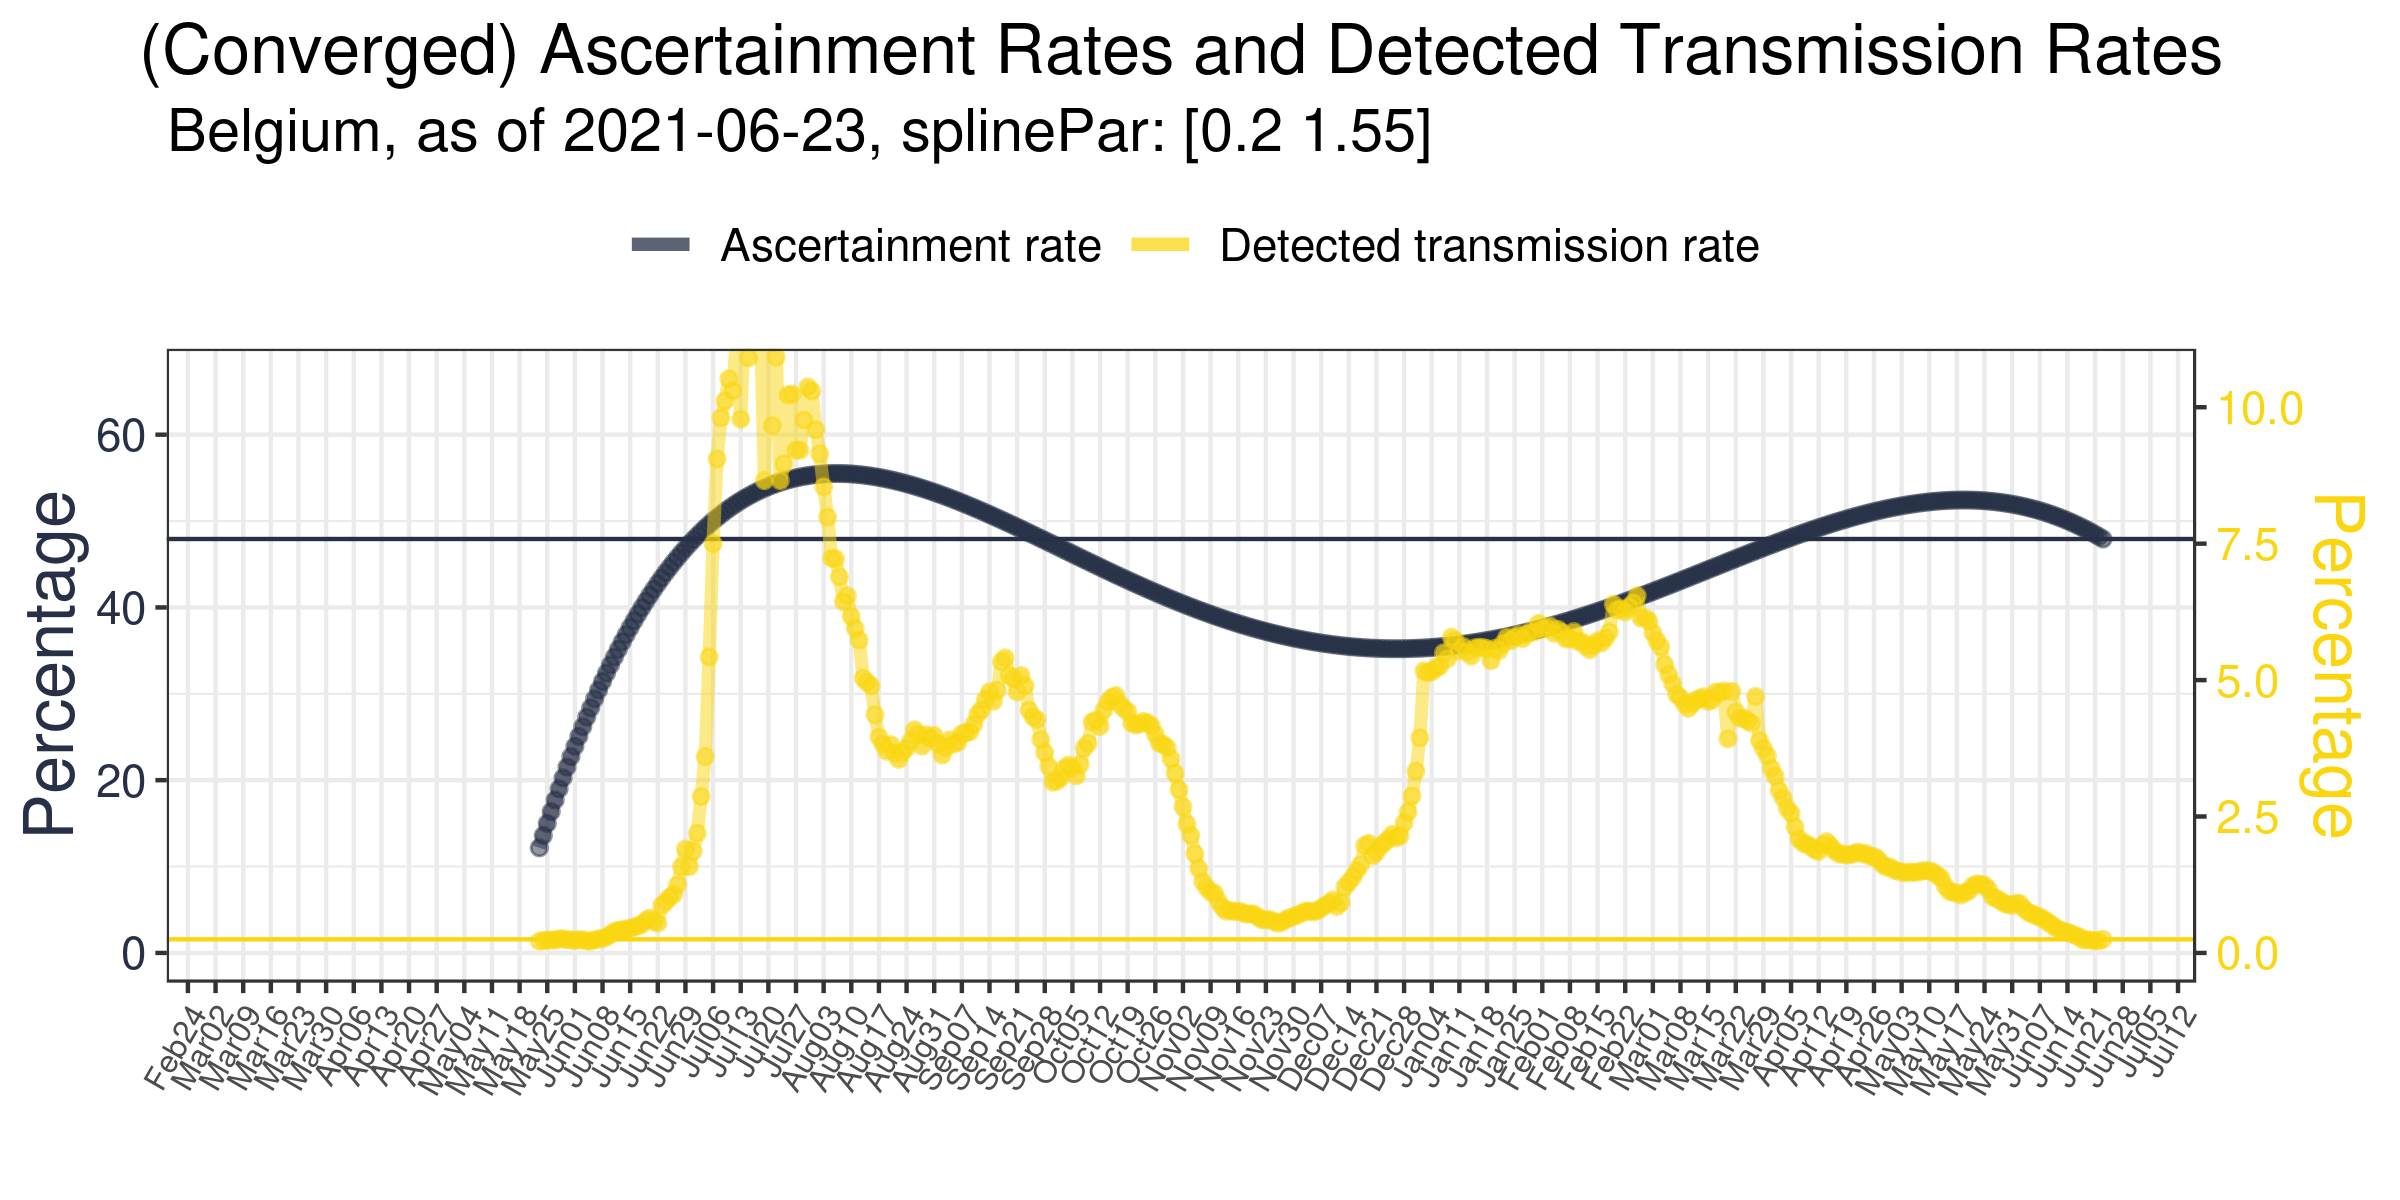 (Converged) Ascertainment Rates and Detected Transmission Rates
Belgium, as of 2021-06-23, splinePar: [0.2 1.55]
Ascertainment rate
Detected transmission rate
Percentage
60
40
20
0
10.0
7.5
5.0
2.5
0.0
Percentage
Feb24
Mar02
Mar09
Mar16
Mar23
Mar30
Apr06
Apr13
Apr20
Apr27
May04
May11
May18
May25
Jun01
Jun08
Jun15
Jun22
Jun29
Jul06
Jul13
Jul20
Jul27
Aug03
Aug10
Aug17
Aug24
Aug31
Sep07
Sep14
Sep21
Sep28
Oct05
Oct12
Oct19
Oct26
Nov02
Nov09
Nov16
Nov23
Nov30
Dec07
Dec14
Dec21
Dec28
Jan04
Jan11
Jan18
Jan25
Feb01
Feb08
Feb15
Feb22
Mar01
Mar08
Mar15
Mar22
Mar29
Apr05
Apr12
Apr19
Apr26
May03
May10
May17
May24
May31
Jun07
Jun14
Jun21
Jun28
Jul05
Jul12